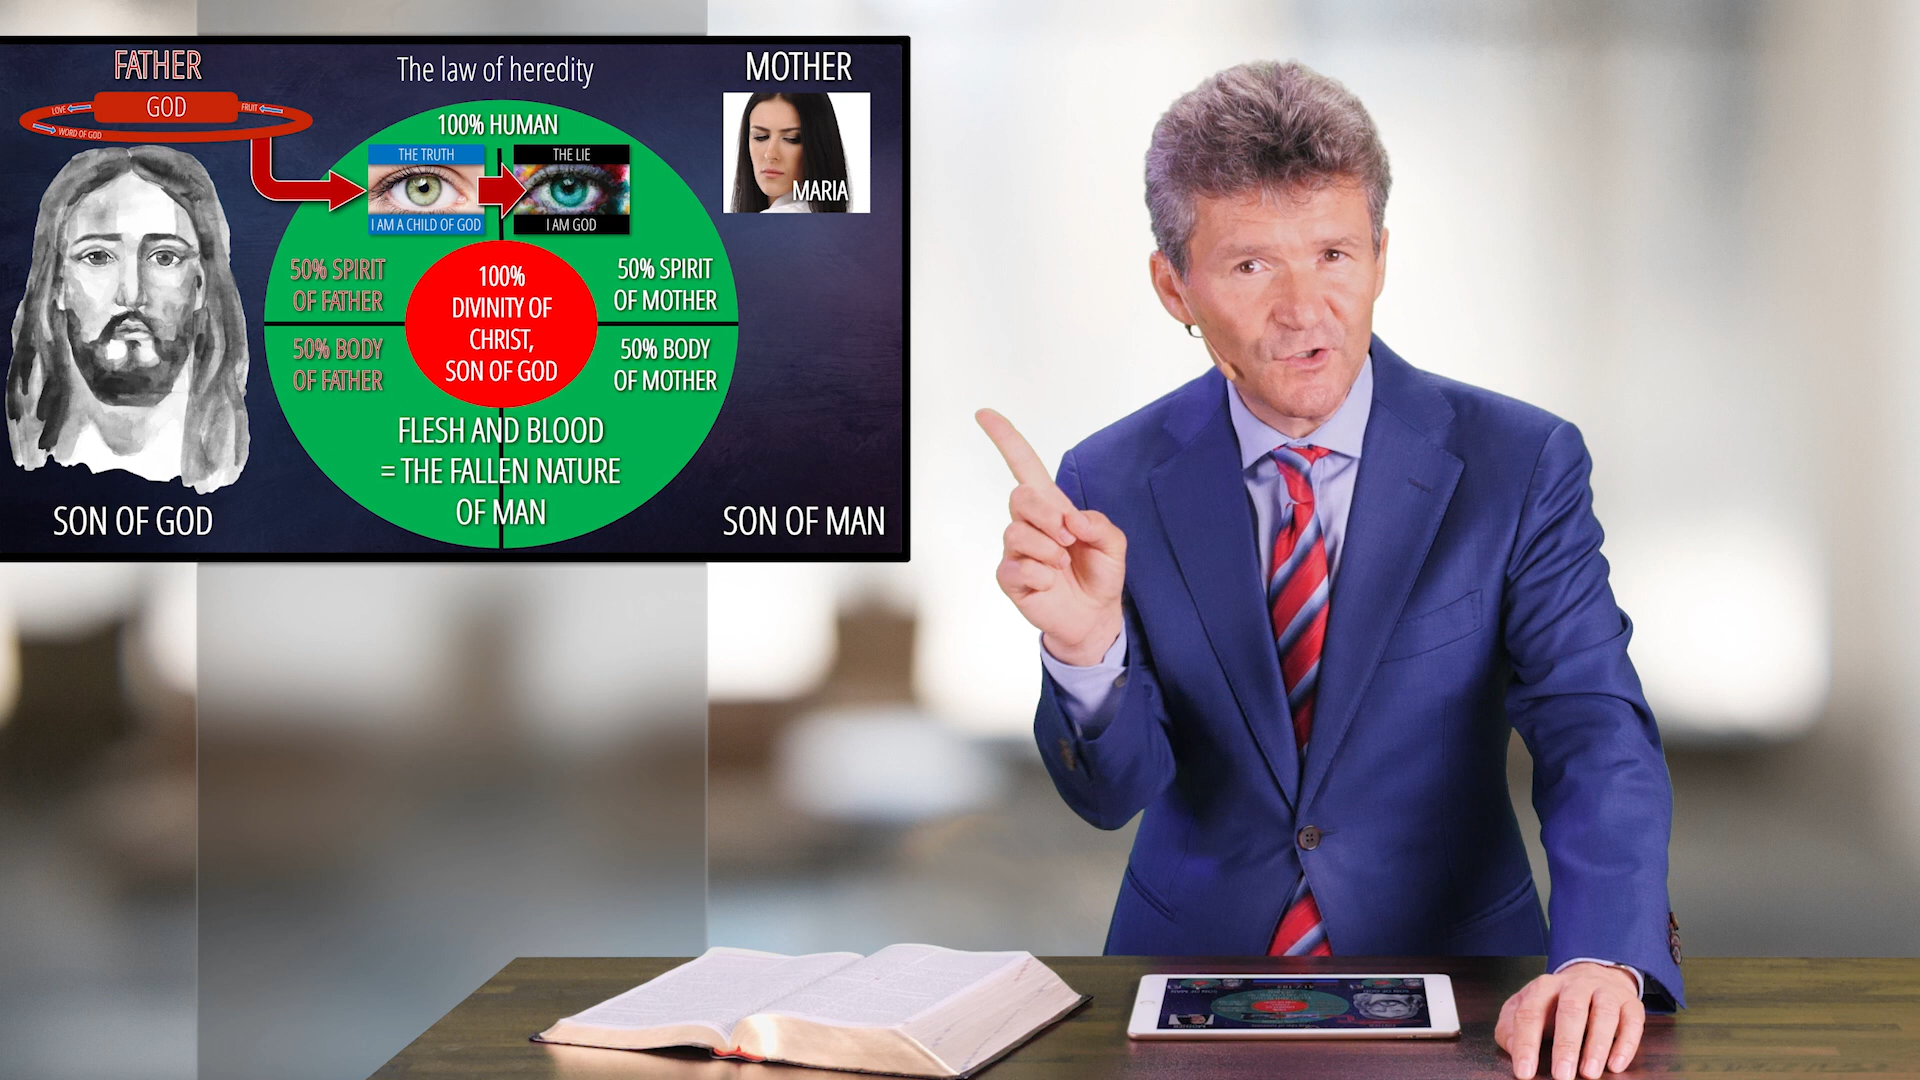 FATHER
The law of heredity
MOTHER
GOD
LOVE
FRUIT
WORD OF GOD
100% HUMAN
THE TRUTH
THE LIE
MARIA
I AM A CHILD OF GOD
I AM GOD
50% SPIRIT
OF FATHER
50% SPIRIT
OF MOTHER
100%
DIVINITY OF
CHRIST,
SON OF GOD
50% BODY
OF FATHER
50% BODY
OF MOTHER
FLESH AND BLOOD
= THE FALLEN NATURE
OF MAN
SON OF GOD
SON OF MAN